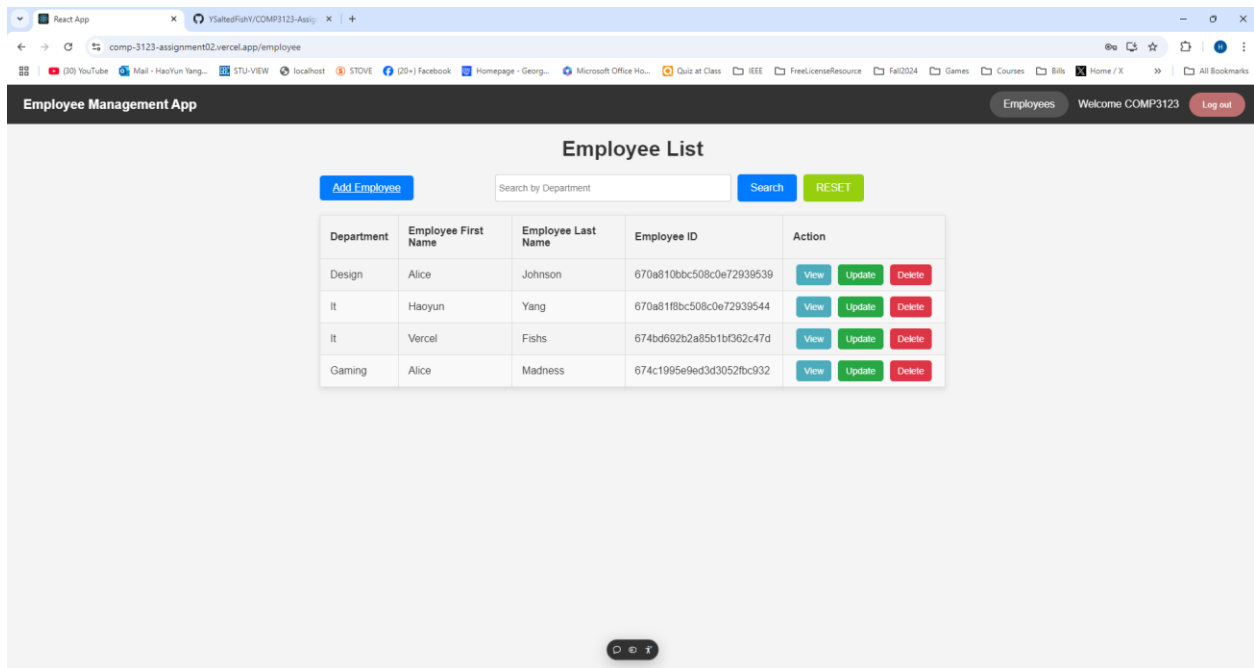 React App
YSaltedFishY/COMP3123-Assig
comp-3123-assignment02.vercel.app/employee
(30) YouTube Mail - HaoYun Yang... STU-VIEW localhost STOVE (20+) Facebook Homepage - Georg... Microsoft Office Ho... Quiz at Class IEEE FreeLicenseResource Fall2024 Games Courses Bills Home / X » All Bookmarks
Employee Management App Employees Welcome COMP3123 Log out
Employee List
Add Employee Search by Department Search RESET
Department Employee First Name Employee Last Name Employee ID Action
Design Alice Johnson 670a810bbc508c0e72939539 View Update Delete
It Haoyun Yang 670a81f8bc508c0e72939544 View Update Delete
It Vercel Fishs 674bd692b2a85b1bf362c47d View Update Delete
Gaming Alice Madness 674c1995e9ed3d3052fbc932 View Update Delete